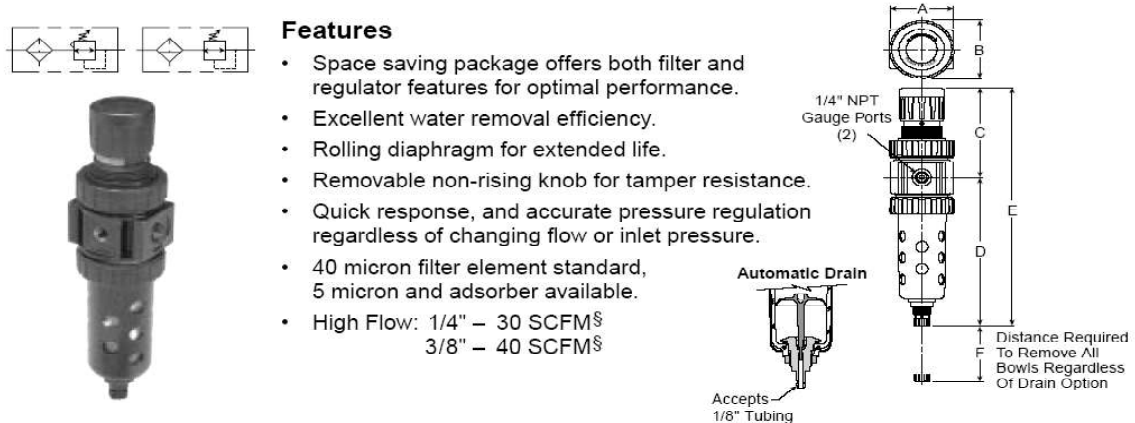 Features
• Space saving package offers both filter and
regulator features for optimal performance.
• Excellent water removal efficiency.
• Rolling diaphragm for extended life.
• Removable non-rising knob for tamper resistance.
• Quick response, and accurate pressure regulation
regardless of changing flow or inlet pressure.
• 40 micron filter element standard,
5 micron and adsorber available.
• High Flow: 1/4" – 30 SCFM§
3/8" – 40 SCFM§
Automatic Drain
Accepts
1/8" Tubing
A
B
1/4" NPT
Gauge Ports
(2)
C
E
D
F
Distance Required
To Remove All
Bowls Regardless
Of Drain Option